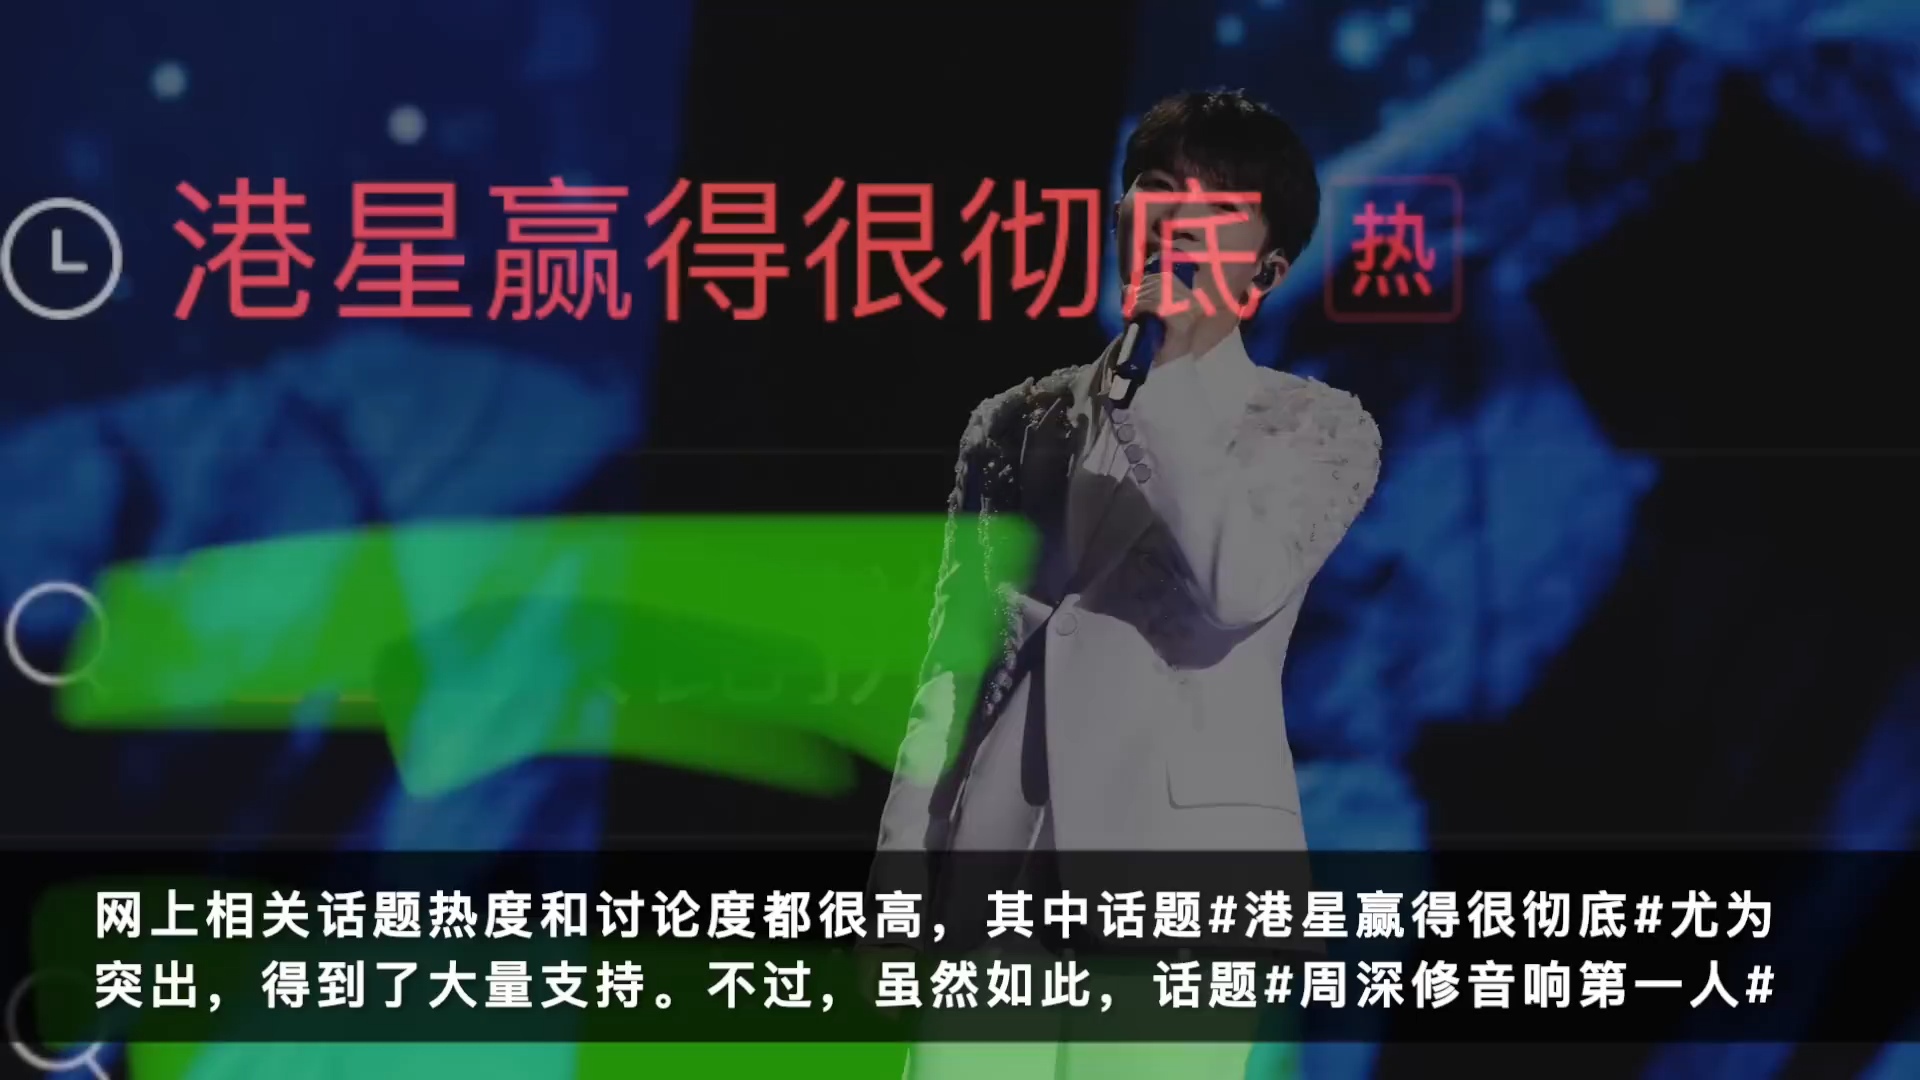 港星赢得很彻底 热
网上相关话题热度和讨论度都很高，其中话题#港星赢得很彻底#尤为
突出，得到了大量支持。不过，虽然如此，话题#周深修音响第一人#